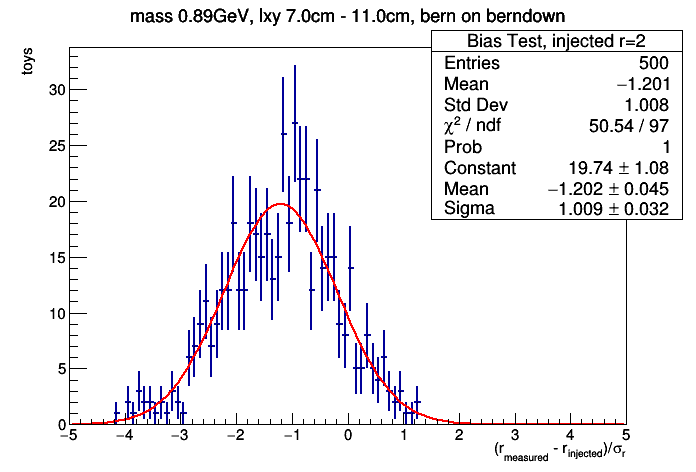 mass 0.89GeV, lxy 7.0cm - 11.0cm, bern on berndown
Bias Test, injected r=2
Entries 500
Mean −1.201
Std Dev 1.008
χ² / ndf 50.54 / 97
Prob 1
Constant 19.74 ± 1.08
Mean −1.202 ± 0.045
Sigma 1.009 ± 0.032
toys
30
25
20
15
10
5
0
−5 −4 −3 −2 −1 0 1 2 3 4 5
(r_measured - r_injected)/σ_r